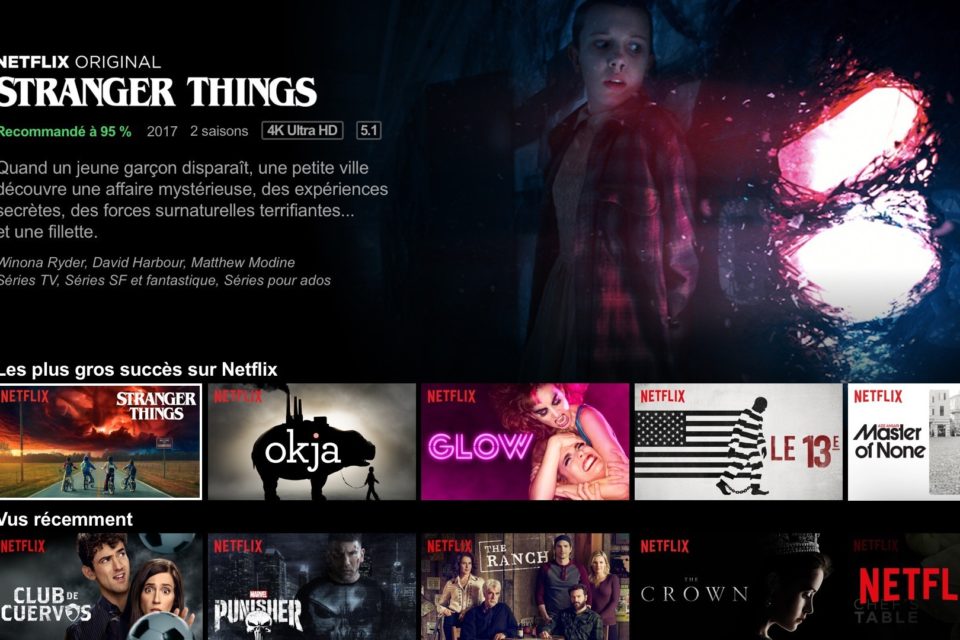 NETFLIX ORIGINAL
STRANGER THINGS
Recommandé à 95 % 2017 2 saisons 4K Ultra HD 5.1
Quand un jeune garçon disparaît, une petite ville
découvre une affaire mystérieuse, des expériences
secrètes, des forces surnaturelles terrifiantes...
et une fillette.
Winona Ryder, David Harbour, Matthew Modine
Séries TV, Séries SF et fantastique, Séries pour ados
Les plus gros succès sur Netflix
NETFLIX
STRANGER
THINGS
NETFLIX
okja
NETFLIX
GLOW
NETFLIX
LE 13E
NETFLIX
Master
of None
Vus récemment
NETFLIX
CLUB DE
CUERVOS
NETFLIX
MARVEL
PUNISHER
NETFLIX
THE
RANCH
NETFLIX
THE
CROWN
NETFLIX
NETFL
CHEF'S
TABLE